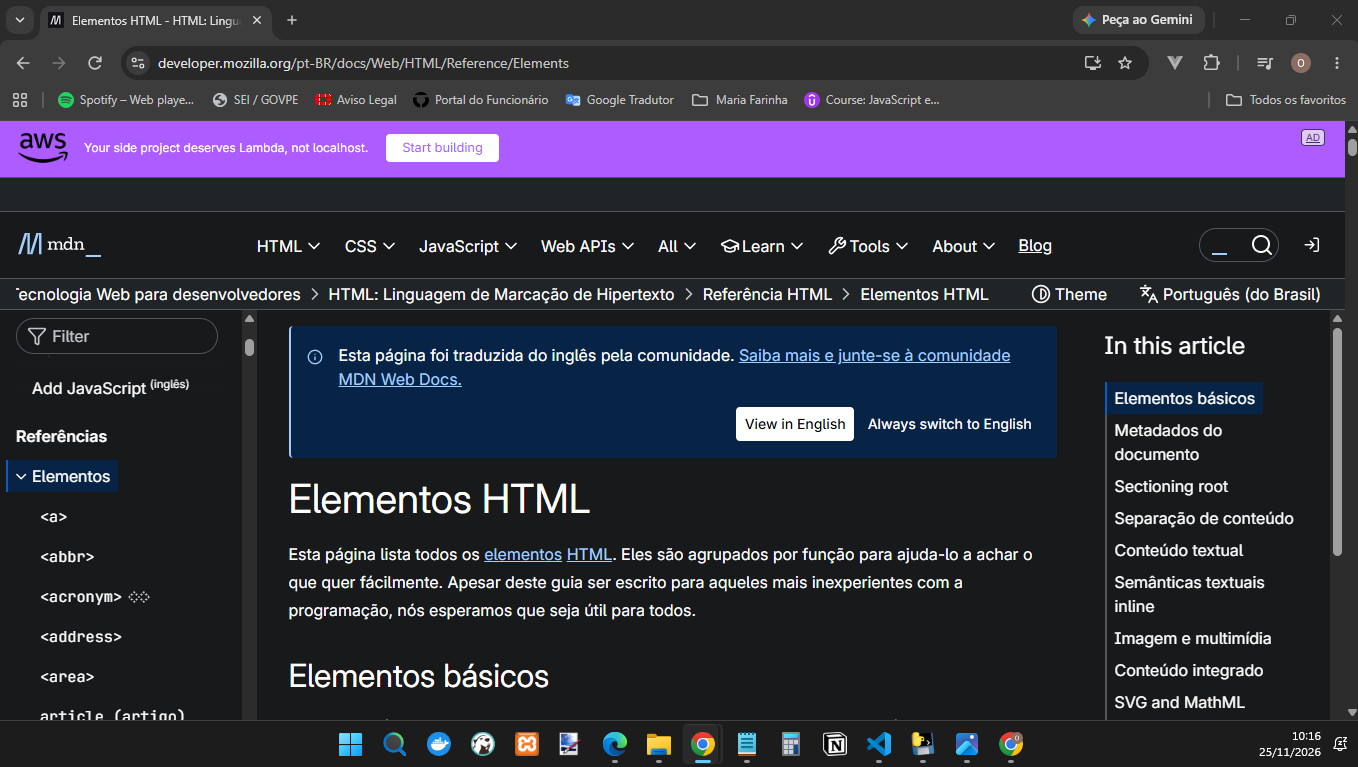 Elementos HTML - HTML: Lingu
Peça ao Gemini
developer.mozilla.org/pt-BR/docs/Web/HTML/Reference/Elements
O
Spotify – Web playe...
SEI / GOVPE
Aviso Legal
Portal do Funcionário
Google Tradutor
Maria Farinha
Course: JavaScript e...
Todos os favoritos
aws
Your side project deserves Lambda, not localhost.
Start building
AD
mdn_
HTML
CSS
JavaScript
Web APIs
All
Learn
Tools
About
Blog
Tecnologia Web para desenvolvedores
HTML: Linguagem de Marcação de Hipertexto
Referência HTML
Elementos HTML
Theme
Português (do Brasil)
Filter
Add JavaScript (inglês)
Referências
Elementos
<a>
<abbr>
<acronym>
<address>
<area>
article (artigo)
Esta página foi traduzida do inglês pela comunidade. Saiba mais e junte-se à comunidade
MDN Web Docs.
View in English
Always switch to English
Elementos HTML
Esta página lista todos os elementos HTML. Eles são agrupados por função para ajuda-lo a achar o
que quer fácilmente. Apesar deste guia ser escrito para aqueles mais inexperientes com a
programação, nós esperamos que seja útil para todos.
Elementos básicos
In this article
Elementos básicos
Metadados do
documento
Sectioning root
Separação de conteúdo
Conteúdo textual
Semânticas textuais
inline
Imagem e multimídia
Conteúdo integrado
SVG and MathML
10:16
25/11/2026